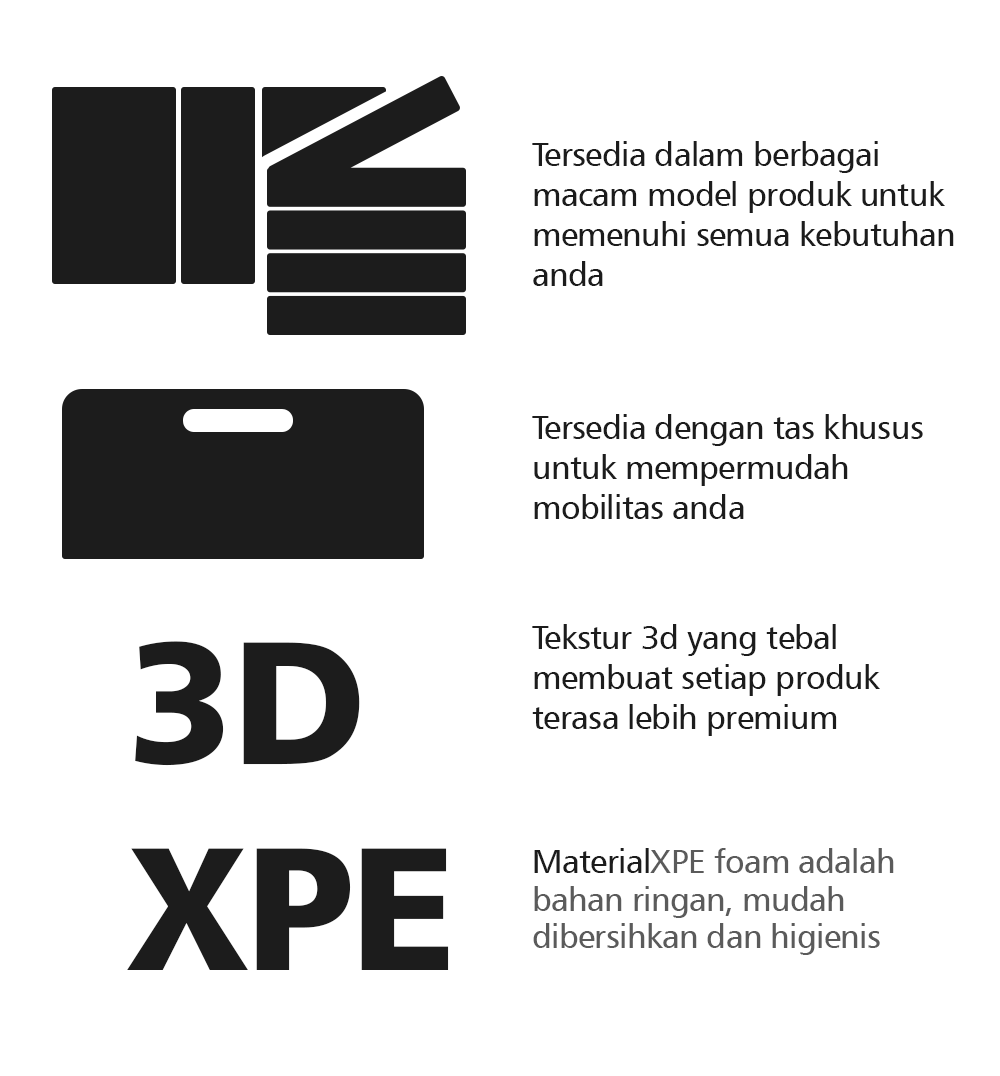 Tersedia dalam berbagai
macam model produk untuk
memenuhi semua kebutuhan
anda
Tersedia dengan tas khusus
untuk mempermudah
mobilitas anda
3D
Tekstur 3d yang tebal
membuat setiap produk
terasa lebih premium
XPE
MaterialXPE foam adalah
bahan ringan, mudah
dibersihkan dan higienis